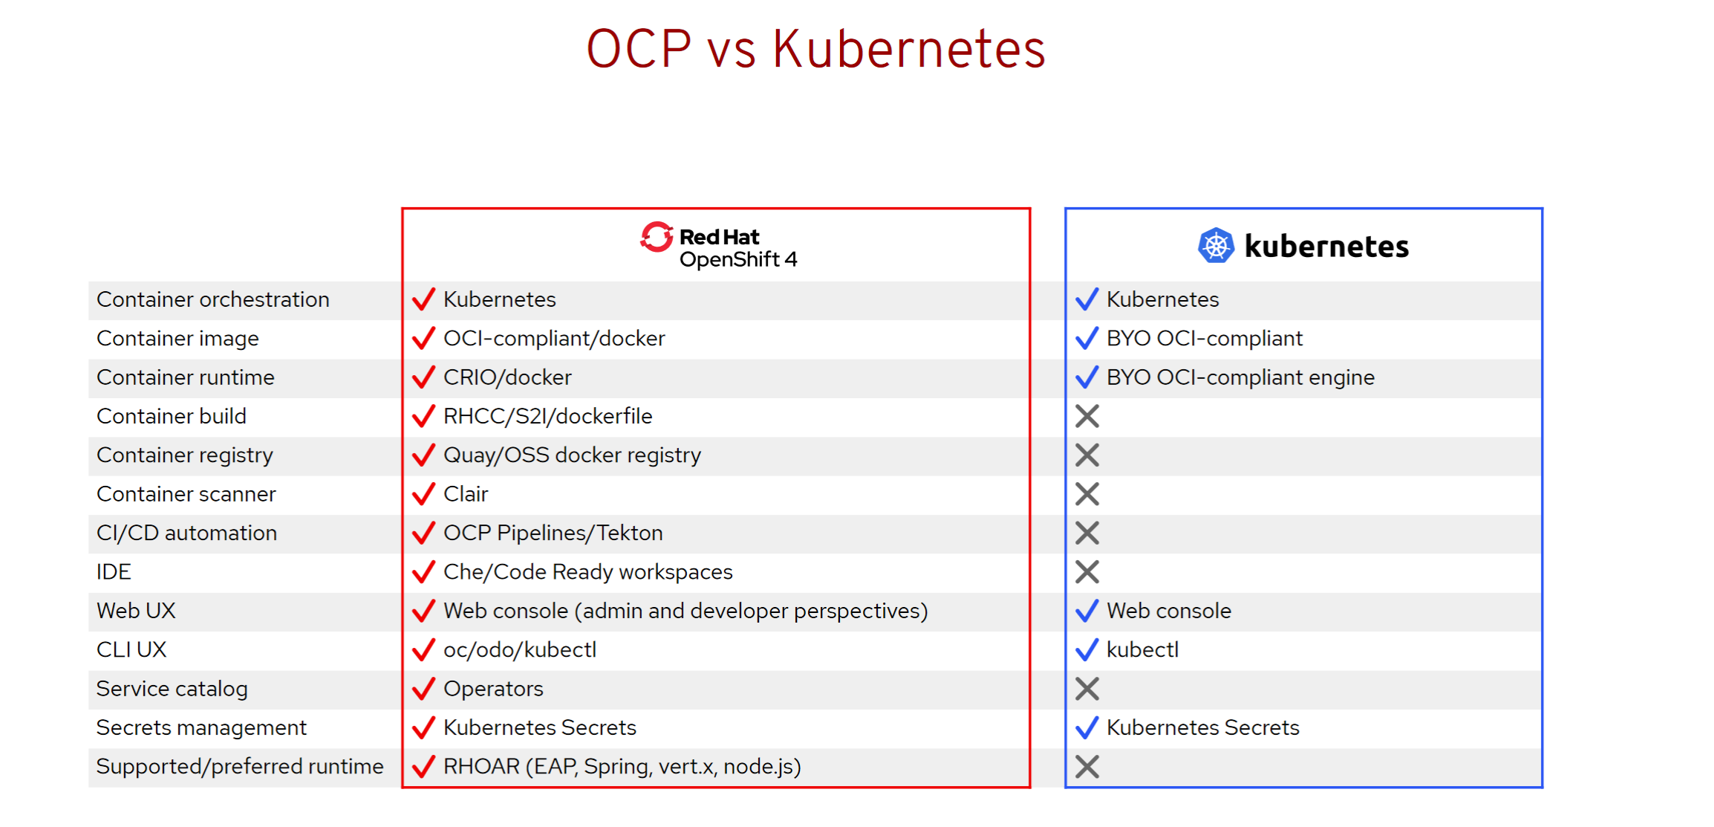 OCP vs Kubernetes
Red Hat
OpenShift 4
kubernetes
Container orchestration Kubernetes Kubernetes
Container image OCI-compliant/docker BYO OCI-compliant
Container runtime CRIO/docker BYO OCI-compliant engine
Container build RHCC/S2I/dockerfile
Container registry Quay/OSS docker registry
Container scanner Clair
CI/CD automation OCP Pipelines/Tekton
IDE Che/Code Ready workspaces
Web UX Web console (admin and developer perspectives) Web console
CLI UX oc/odo/kubectl kubectl
Service catalog Operators
Secrets management Kubernetes Secrets Kubernetes Secrets
Supported/preferred runtime RHOAR (EAP, Spring, vert.x, node.js)